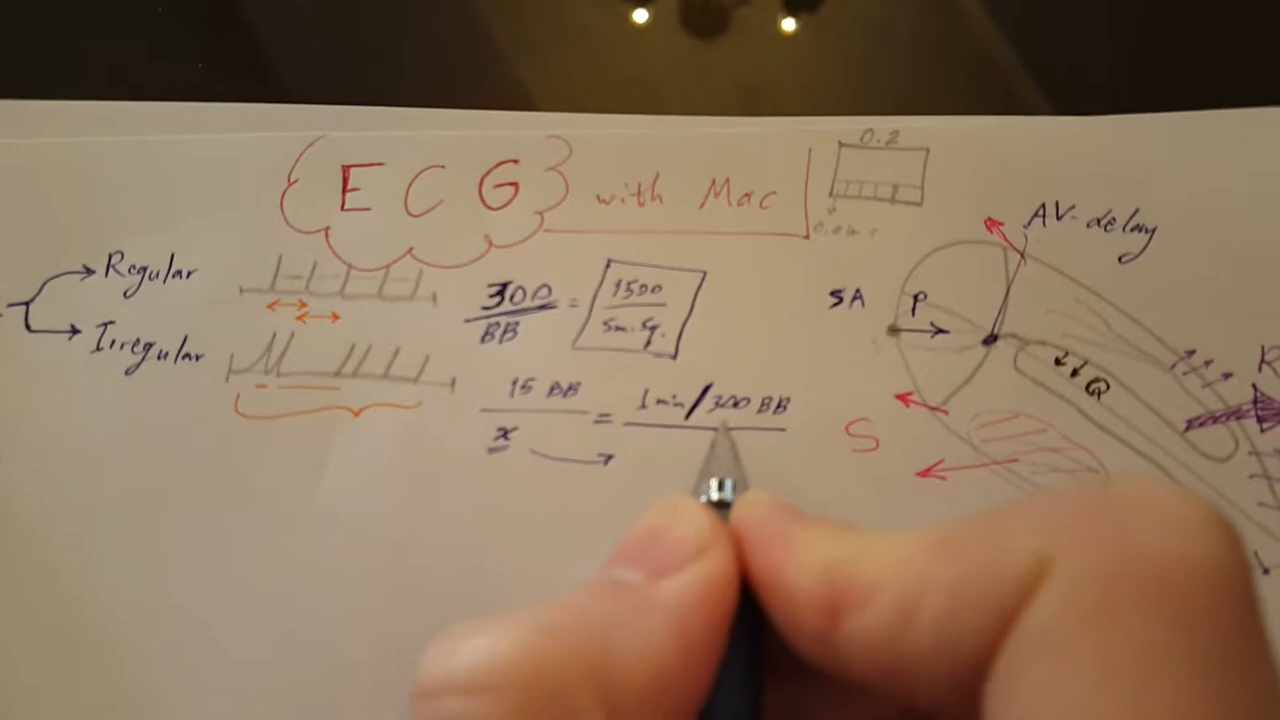 ECG with Mac
0.2
AV-delay
Regular
Irregular
300
BB
=
1500
Sm.Sq.
15 BB
x
=
1 min/300 BB
SA
P
Q
R
S